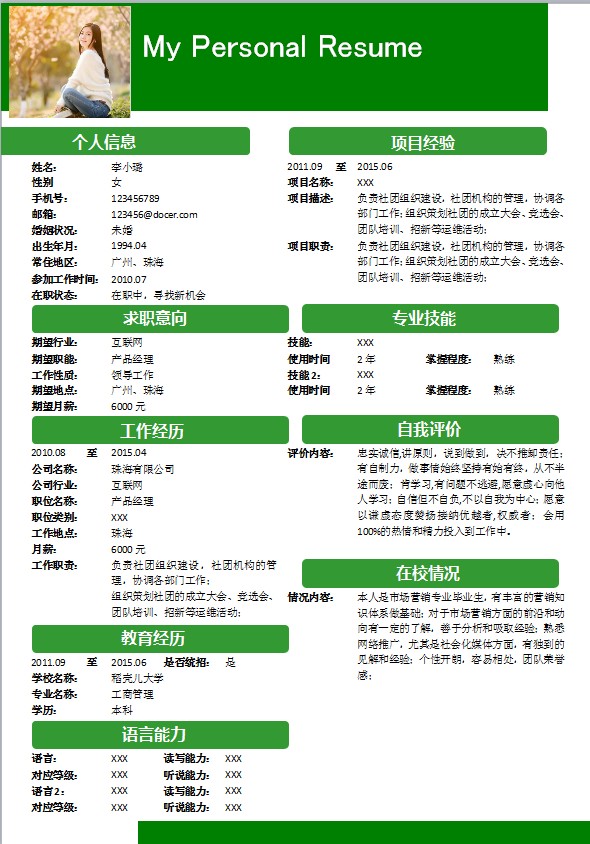 My Personal Resume
个人信息
姓名： 李小璐
性别 女
手机号： 123456789
邮箱： 123456@docer.com
婚姻状况： 未婚
出生年月： 1994.04
常住地区： 广州、珠海
参加工作时间： 2010.07
在职状态： 在职中，寻找新机会
求职意向
期望行业： 互联网
期望职能： 产品经理
工作性质： 领导工作
期望地点： 广州、珠海
期望月薪： 6000 元
工作经历
2010.08 至 2015.04
公司名称： 珠海有限公司
公司行业： 互联网
职位名称： 产品经理
职位类别： XXX
工作地点： 珠海
月薪： 6000 元
工作职责： 负责社团组织建设，社团机构的管
理，协调各部门工作；
组织策划社团的成立大会、竞选会、
团队培训、招新等运维活动；
教育经历
2011.09 至 2015.06 是否统招： 是
学校名称： 稻壳儿大学
专业名称： 工商管理
学历： 本科
语言能力
语言： XXX 读写能力： XXX
对应等级： XXX 听说能力： XXX
语言2： XXX 读写能力： XXX
对应等级： XXX 听说能力： XXX
项目经验
2011.09 至 2015.06
项目名称： XXX
项目描述： 负责社团组织建设，社团机构的管理，协调各
部门工作；组织策划社团的成立大会、竞选会、
团队培训、招新等运维活动；
项目职责： 负责社团组织建设，社团机构的管理，协调各
部门工作；组织策划社团的成立大会、竞选会、
团队培训、招新等运维活动；
专业技能
技能： XXX
使用时间 2 年 掌握程度： 熟练
技能 2： XXX
使用时间 2 年 掌握程度： 熟练
自我评价
评价内容： 忠实诚信,讲原则，说到做到，决不推卸责任；
有自制力，做事情始终坚持有始有终，从不半
途而废；肯学习,有问题不逃避,愿意虚心向他
人学习；自信但不自负,不以自我为中心；愿意
以谦虚态度赞扬接纳优越者,权威者；会用
100%的热情和精力投入到工作中。
在校情况
情况内容： 本人是市场营销专业毕业生，有丰富的营销知
识体系做基础；对于市场营销方面的前沿和动
向有一定的了解，善于分析和吸取经验；熟悉
网络推广，尤其是社会化媒体方面，有独到的
见解和经验；个性开朗，容易相处，团队荣誉
感；